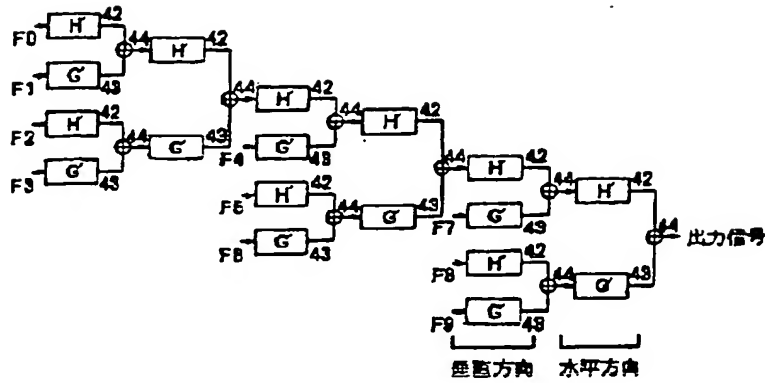 F0 H' 42 44 H' 42
F1 G' 43
F2 H' 42 44 G' 43
F3 G' 43
44 H' 42 44 H' 42
F4 G' 43
F5 H' 42 44 G' 43
F6 G' 43
44 H' 42 44 H' 42
F7 G' 43
44 出力信号
F8 H' 42 44 G' 43
F9 G' 43
垂直方向 水平方向